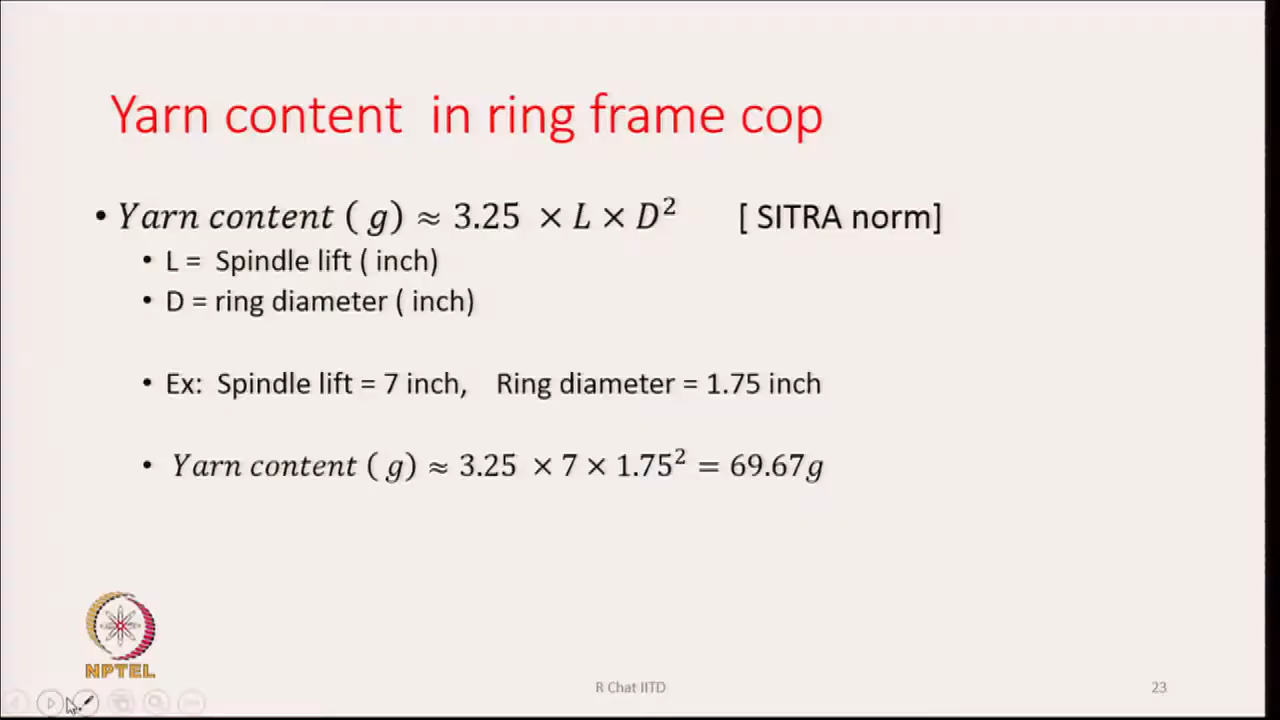 Yarn content in ring frame cop
• Yarn content ( g) ≈ 3.25 × L × D² [ SITRA norm]
• L = Spindle lift ( inch)
• D = ring diameter ( inch)
• Ex: Spindle lift = 7 inch, Ring diameter = 1.75 inch
• Yarn content ( g) ≈ 3.25 × 7 × 1.75² = 69.67g
NPTEL
R Chat IITD
23